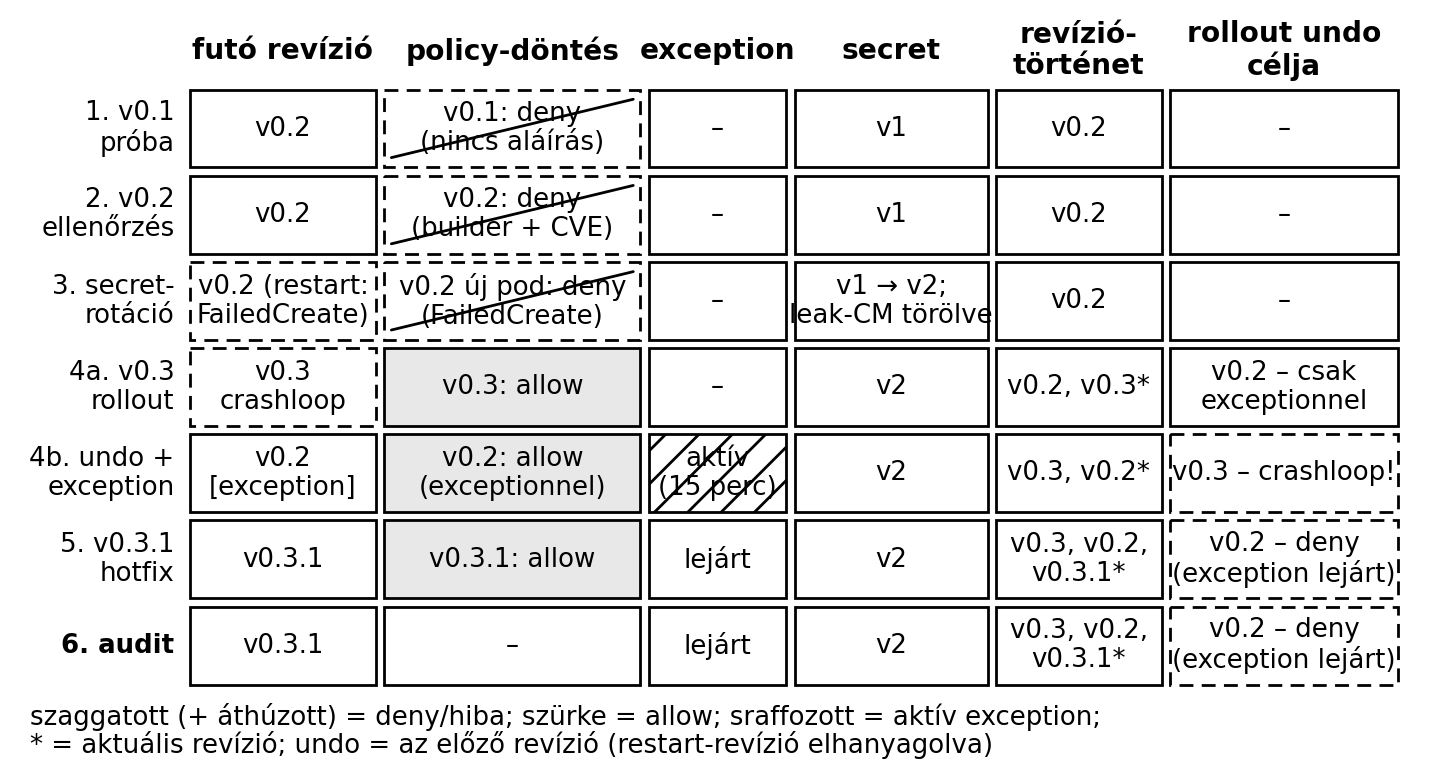 futó revízió policy-döntés exception secret revízió-
történet rollout undo
célja
1. v0.1
próba
v0.2
v0.1: deny
(nincs aláírás)
–
v1
v0.2
–
2. v0.2
ellenőrzés
v0.2
v0.2: deny
(builder + CVE)
–
v1
v0.2
–
3. secret-
rotáció
v0.2 (restart:
FailedCreate)
v0.2 új pod: deny
(FailedCreate)
–
v1 → v2;
leak-CM törölve
v0.2
–
4a. v0.3
rollout
v0.3
crashloop
v0.3: allow
–
v2
v0.2, v0.3*
v0.2 – csak
exceptionnel
4b. undo +
exception
v0.2
[exception]
v0.2: allow
(exceptionnel)
aktív
(15 perc)
v2
v0.3, v0.2*
v0.3 – crashloop!
5. v0.3.1
hotfix
v0.3.1
v0.3.1: allow
lejárt
v2
v0.3, v0.2,
v0.3.1*
v0.2 – deny
(exception lejárt)
6. audit
v0.3.1
–
lejárt
v2
v0.3, v0.2,
v0.3.1*
v0.2 – deny
(exception lejárt)
szaggatott (+ áthúzott) = deny/hiba; szürke = allow; sraffozott = aktív exception;
* = aktuális revízió; undo = az előző revízió (restart-revízió elhanyagolva)